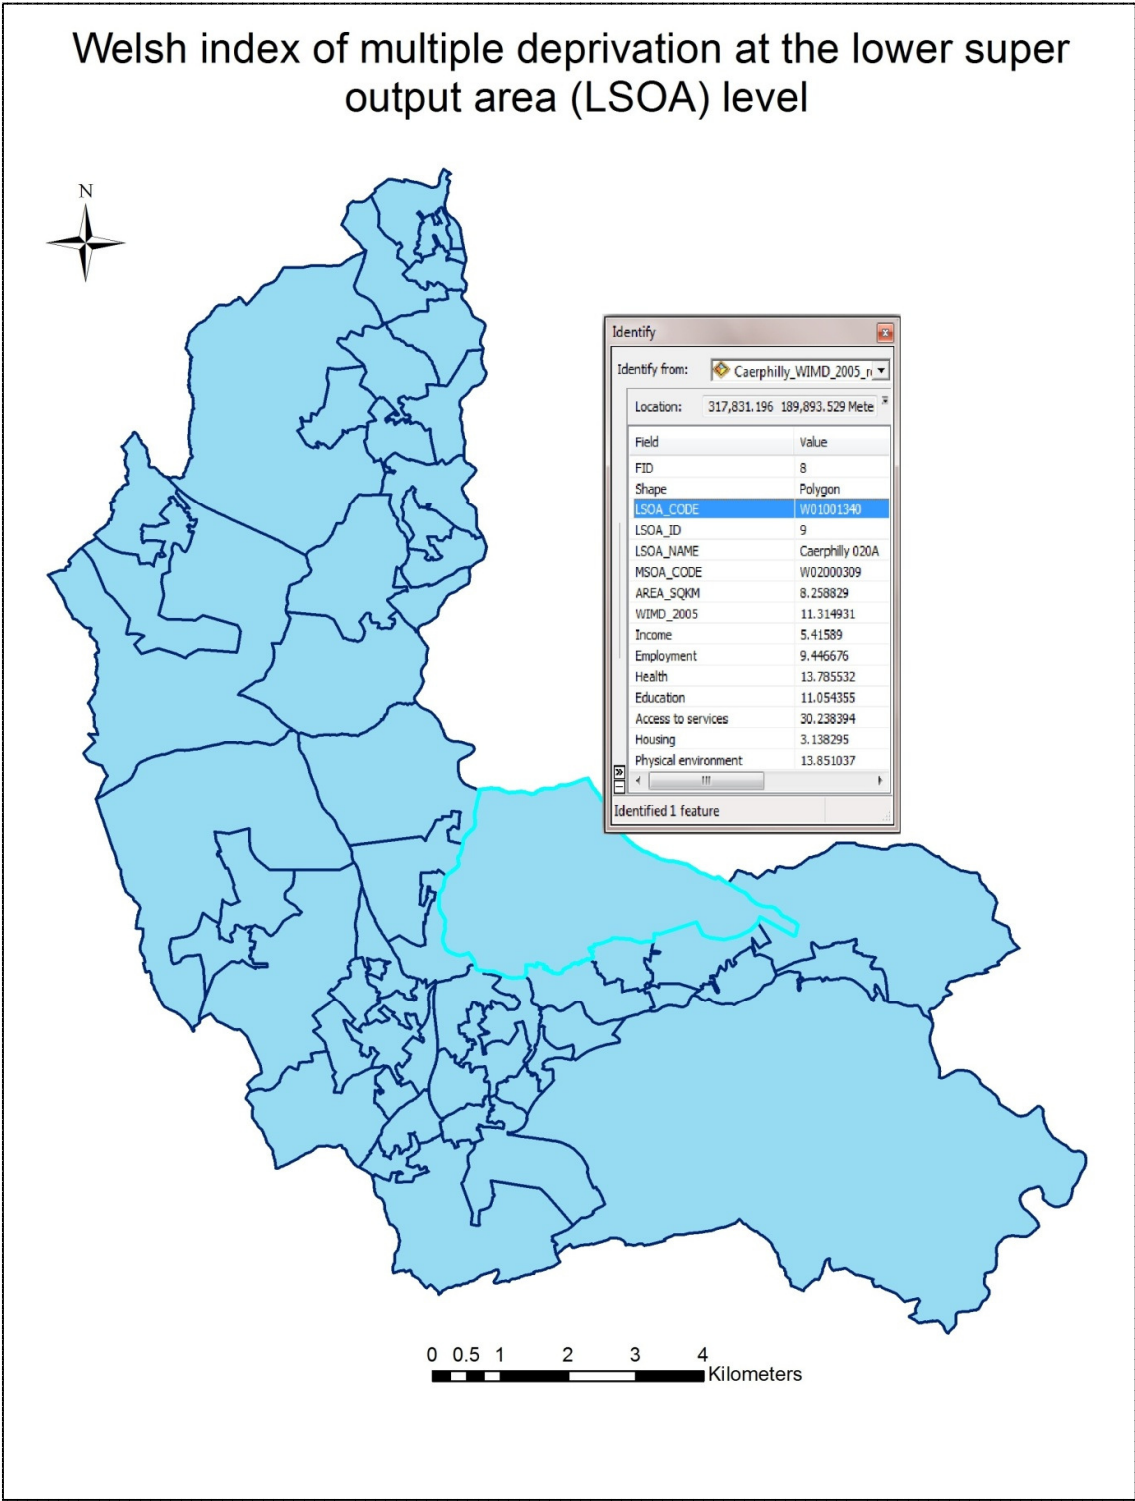 Welsh index of multiple deprivation at the lower super
output area (LSOA) level
N
Identify
Identify from: Caerphilly_WIMD_2005_r
Location: 317,831.196 189,893.529 Mete
Field Value
FID 8
Shape Polygon
LSOA_CODE W01001340
LSOA_ID 9
LSOA_NAME Caerphilly 020A
MSOA_CODE W02000309
AREA_SQKM 8.258829
WIMD_2005 11.314931
Income 5.41589
Employment 9.446676
Health 13.785532
Education 11.054355
Access to services 30.238394
Housing 3.138295
Physical environment 13.851037
Identified 1 feature
0 0.5 1 2 3 4
Kilometers